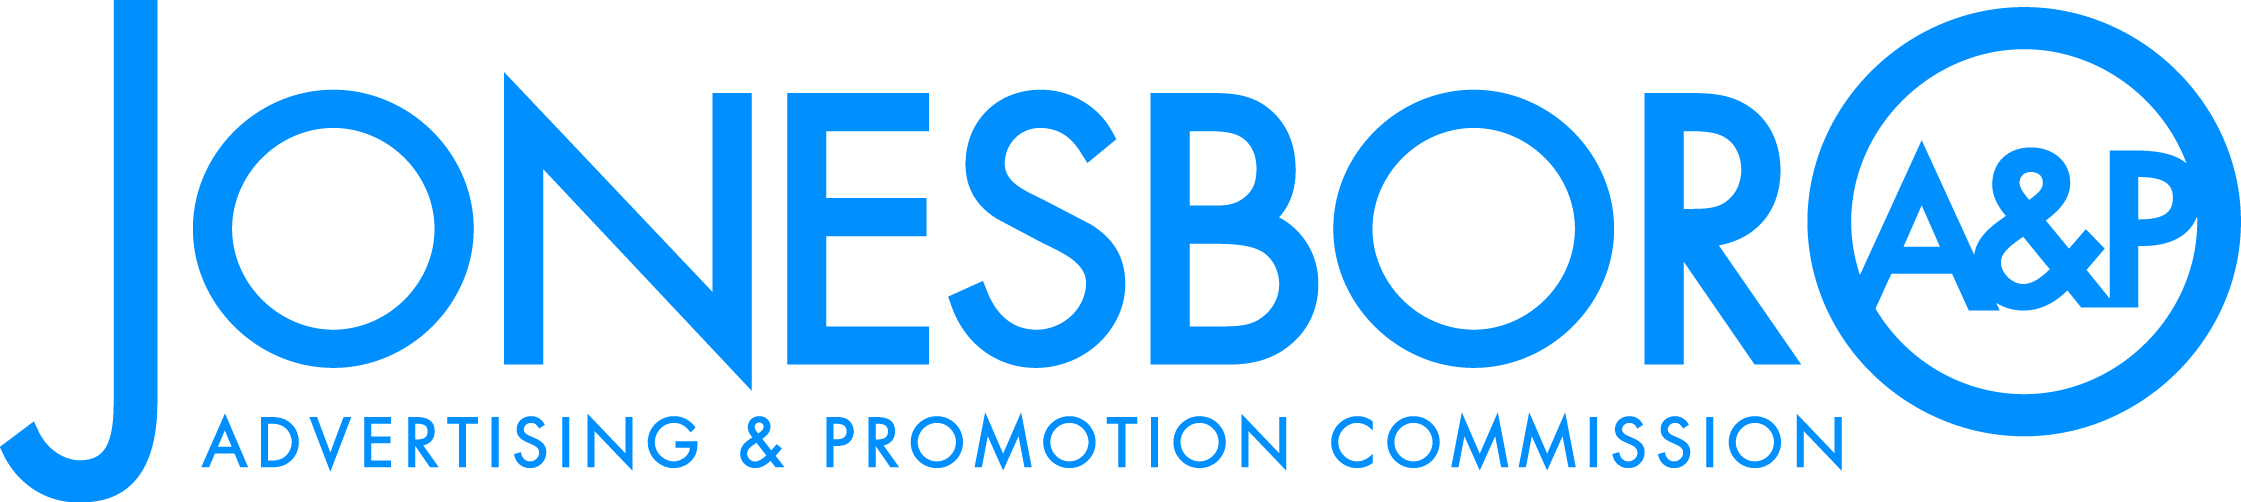 JONESBORO
A&P
ADVERTISING & PROMOTION COMMISSION